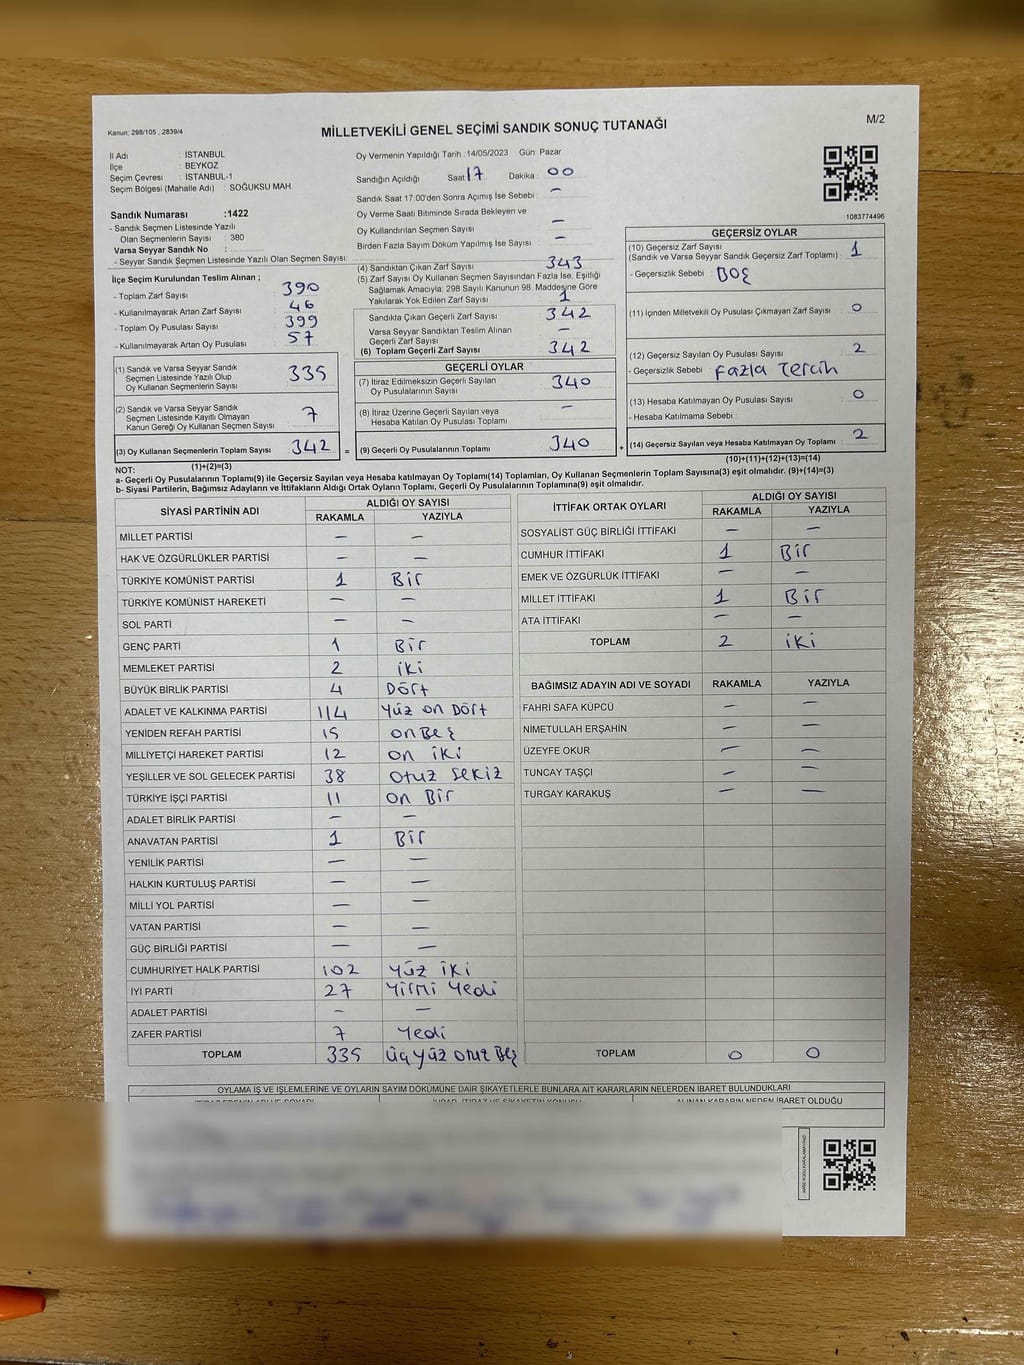 Kanun; 298/105 , 2839/4
MİLLETVEKİLİ GENEL SEÇİMİ SANDIK SONUÇ TUTANAĞI
M/2
İl Adı : İSTANBUL
İlçe : BEYKOZ
Seçim Çevresi : İSTANBUL-1
Seçim Bölgesi (Mahalle Adı) : SOĞUKSU MAH
Oy Vermenin Yapıldığı Tarih :14/05/2023 Gün: Pazar
Sandığın Açıldığı Saat:17 Dakika : 00
Sandık Saat 17:00'den Sonra Açımış İse Sebebi : –
Oy Verme Saati Bitiminde Sırada Bekleyen ve
Oy Kullandırılan Seçmen Sayısı –
Birden Fazla Sayım Döküm Yapılmış İse Sayısı : –
1083774496
Sandık Numarası :1422
- Sandık Seçmen Listesinde Yazılı
Olan Seçmenlerin Sayısı : 380
Varsa Seyyar Sandık No :
- Seyyar Sandık Seçmen Listesinde Yazılı Olan Seçmen Sayısı:
İlçe Seçim Kurulundan Teslim Alınan ;
- Toplam Zarf Sayısı 390
- Kullanılmayarak Artan Zarf Sayısı : 46
- Toplam Oy Pusulası Sayısı : 399
- Kullanılmayarak Artan Oy Pusulası : 57
(1) Sandık ve Varsa Seyyar Sandık
Seçmen Listesinde Yazılı Olup
Oy Kullanan Seçmenlerin Sayısı 335
(2) Sandık ve Varsa Seyyar Sandık
Seçmen Listesinde Kayıtlı Olmayan
Kanun Gereği Oy Kullanan Seçmen Sayısı : 7
(3) Oy Kullanan Seçmenlerin Toplam Sayısı 342 =
(1)+(2)=(3)
(4) Sandıktan Çıkan Zarf Sayısı : 343
(5) Zarf Sayısı Oy Kullanan Seçmen Sayısından Fazla İse, Eşitliği
Sağlamak Amacıyla; 298 Sayılı Kanunun 98. Maddesine Göre
Yakılarak Yok Edilen Zarf Sayısı : 1
Sandıkta Çıkan Geçerli Zarf Sayısı : 342
Varsa Seyyar Sandıktan Teslim Alınan
Geçerli Zarf Sayısı : –
(6) Toplam Geçerli Zarf Sayısı : 342
GEÇERLİ OYLAR
(7) İtiraz Edilmeksizin Geçerli Sayılan
Oy Pusulalarının Sayısı : 340
(8) İtiraz Üzerine Geçerli Sayılan veya
Hesaba Katılan Oy Pusulası Toplamı : –
(9) Geçerli Oy Pusulalarının Toplamı : 340 +
GEÇERSİZ OYLAR
(10) Geçersiz Zarf Sayısı
(Sandık ve Varsa Seyyar Sandık Geçersiz Zarf Toplamı) : 1
- Geçersizlik Sebebi : BOŞ
(11) İçinden Milletvekili Oy Pusulası Çıkmayan Zarf Sayısı : 0
(12) Geçersiz Sayılan Oy Pusulası Sayısı : 2
- Geçersizlik Sebebi : Fazla Tercih
(13) Hesaba Katılmayan Oy Pusulası Sayısı : 0
- Hesaba Katılmama Sebebi :
(14) Geçersiz Sayılan veya Hesaba Katılmayan Oy Toplamı : 2
(10)+(11)+(12)+(13)=(14)
NOT:
a- Geçerli Oy Pusulasının Toplamı(9) ile Geçersiz Sayılan veya Hesaba katılmayan Oy Toplamı(14) Toplamları, Oy Kullanan Seçmenlerin Toplam Sayısına(3) eşit olmalıdır. (9)+(14)=(3)
b- Siyasi Partilerin, Bağımsız Adayların ve İttifakların Aldığı Ortak Oyların Toplamı, Geçerli Oy Pusulalarının Toplamına(9) eşit olmalıdır.
SİYASİ PARTİNİN ADI ALDIĞI OY SAYISI
RAKAMLA YAZIYLA
MİLLET PARTİSİ – –
HAK VE ÖZGÜRLÜKLER PARTİSİ – –
TÜRKİYE KOMÜNİST PARTİSİ 1 Bir
TÜRKİYE KOMÜNİST HAREKETİ – –
SOL PARTİ – –
GENÇ PARTİ 1 Bir
MEMLEKET PARTİSİ 2 iki
BÜYÜK BİRLİK PARTİSİ 4 Dört
ADALET VE KALKINMA PARTİSİ 114 Yüz on Dört
YENİDEN REFAH PARTİSİ 15 on Beş
MİLLİYETÇİ HAREKET PARTİSİ 12 on iki
YEŞİLLER VE SOL GELECEK PARTİSİ 38 otuz sekiz
TÜRKİYE İŞÇİ PARTİSİ 11 on Bir
ADALET BİRLİK PARTİSİ – –
ANAVATAN PARTİSİ 1 Bir
YENİLİK PARTİSİ – –
HALKIN KURTULUŞ PARTİSİ – –
MİLLİ YOL PARTİSİ – –
VATAN PARTİSİ – –
GÜÇ BİRLİĞİ PARTİSİ – –
CUMHURİYET HALK PARTİSİ 102 Yüz iki
İYİ PARTİ 27 Yirmi Yedi
ADALET PARTİSİ – –
ZAFER PARTİSİ 7 Yedi
TOPLAM 335 üçyüz otuz Beş
İTTİFAK ORTAK OYLARI ALDIĞI OY SAYISI
RAKAMLA YAZIYLA
SOSYALİST GÜÇ BİRLİĞİ İTTİFAKI – –
CUMHUR İTTİFAKI 1 Bir
EMEK VE ÖZGÜRLÜK İTTİFAKI – –
MİLLET İTTİFAKI 1 Bir
ATA İTTİFAKI – –
TOPLAM 2 iki
BAĞIMSIZ ADAYIN ADI VE SOYADI RAKAMLA YAZIYLA
FAHRİ SAFA KÜPCÜ – –
NİMETULLAH ERŞAHİN – –
ÜZEYFE OKUR – –
TUNCAY TAŞÇI – –
TURGAY KARAKUŞ – –
TOPLAM 0 0
OYLAMA İŞ VE İŞLEMLERİNE VE OYLARIN SAYIM DÖKÜMÜNE DAİR ŞİKAYETLERLE BUNLARA AİT KARARLARIN NELERDEN İBARET BULUNDUKLARI
ALINAN KARARIN NEDEN İBARET OLDUĞU